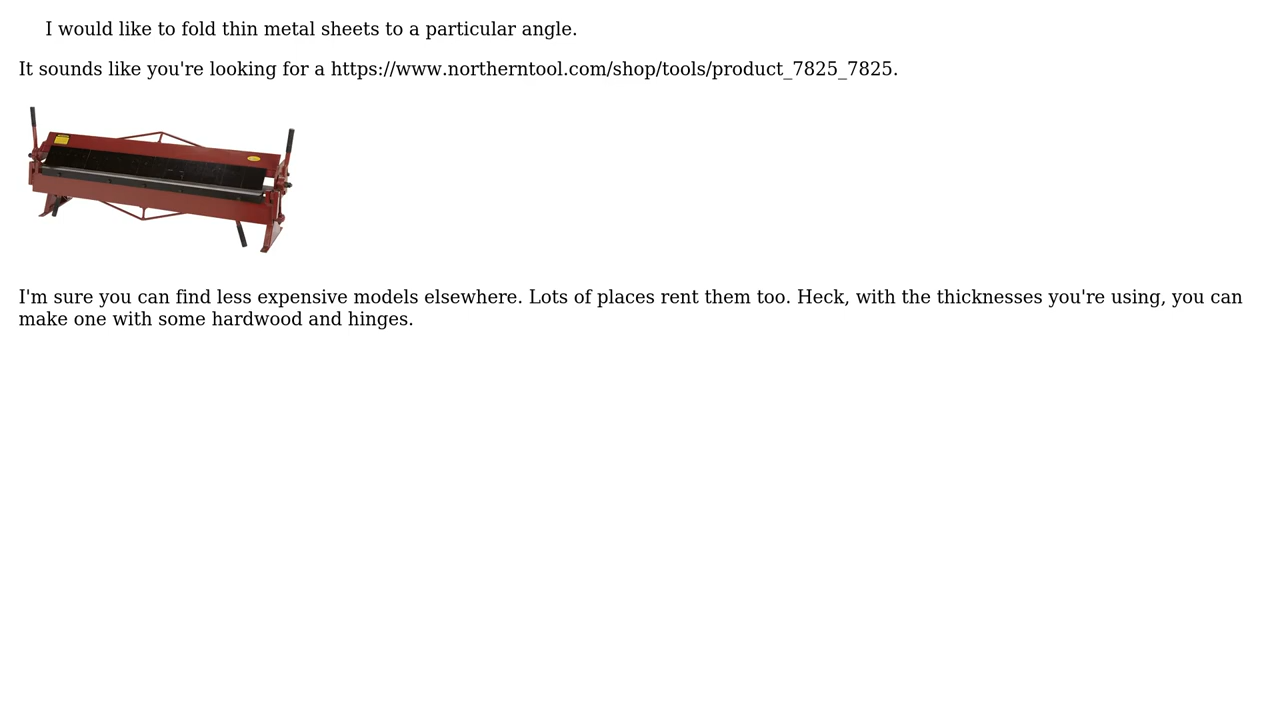 I would like to fold thin metal sheets to a particular angle.
It sounds like you're looking for a https://www.northerntool.com/shop/tools/product_7825_7825.
I'm sure you can find less expensive models elsewhere. Lots of places rent them too. Heck, with the thicknesses you're using, you can
make one with some hardwood and hinges.